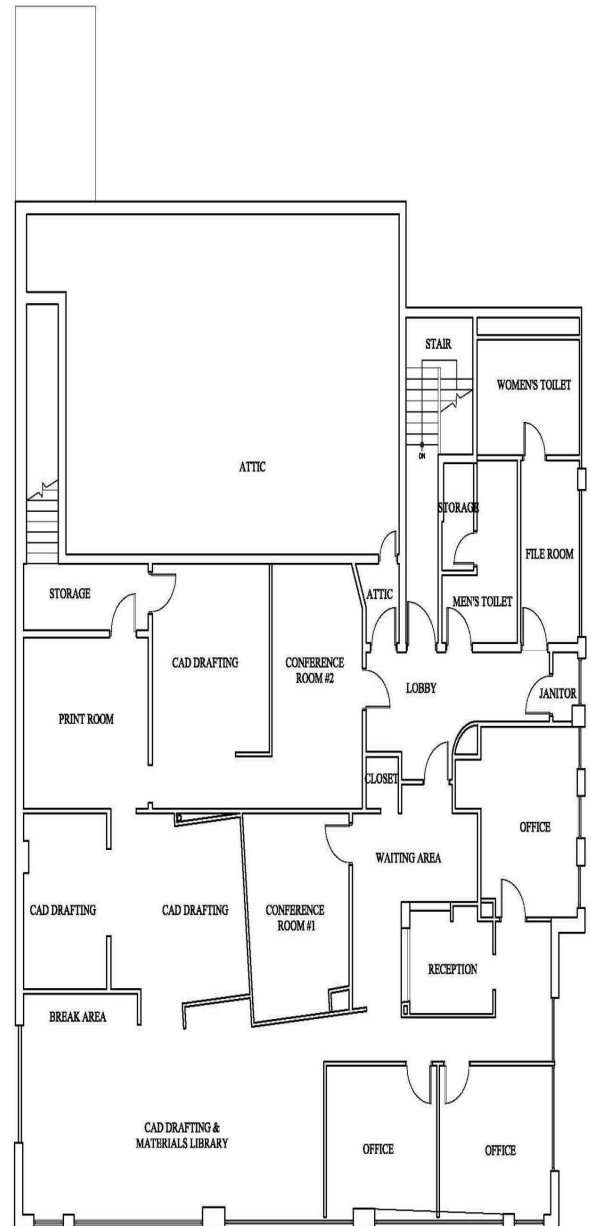 STAIR
WOMEN'S TOILET
DN
ATTIC
STORAGE
FILE ROOM
STORAGE
ATTIC
MEN'S TOILET
CAD DRAFTING
CONFERENCE
ROOM #2
LOBBY
JANITOR
PRINT ROOM
CLOSET
OFFICE
WAITING AREA
CAD DRAFTING
CAD DRAFTING
CONFERENCE
ROOM #1
RECEPTION
BREAK AREA
CAD DRAFTING &
MATERIALS LIBRARY
OFFICE
OFFICE